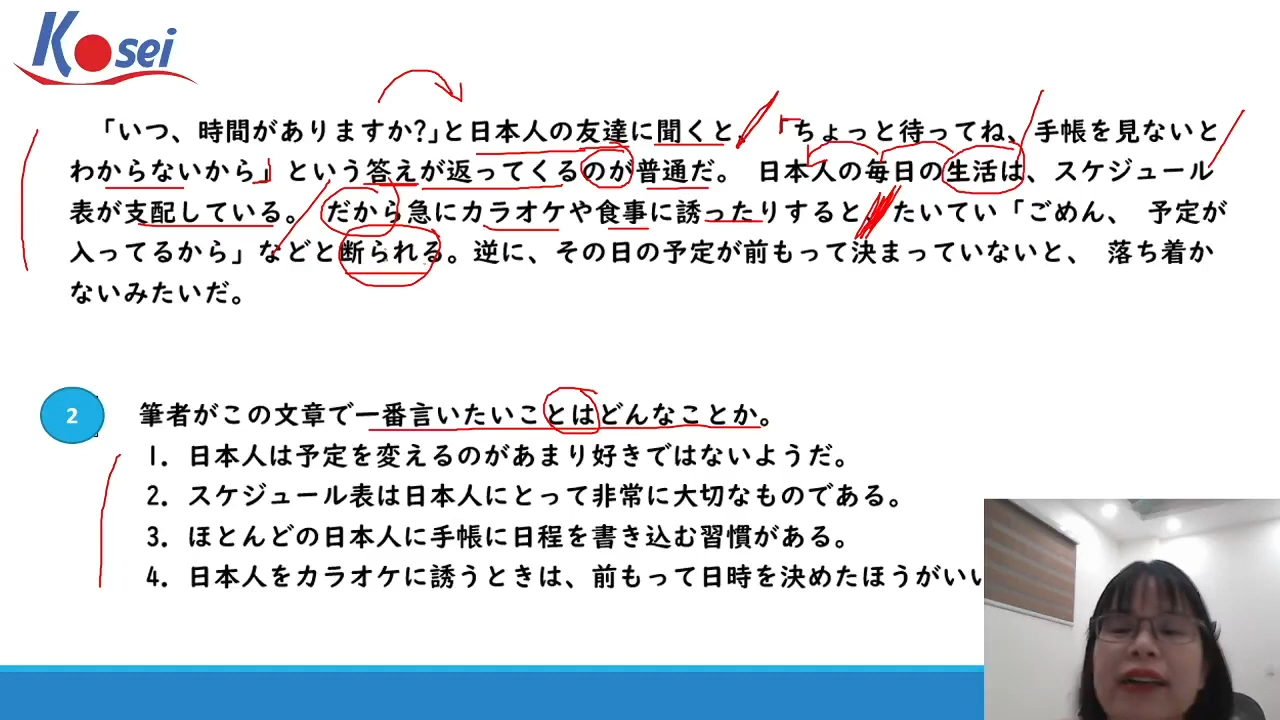 Kosei
「いつ、時間がありますか?」と日本人の友達に聞くと、「ちょっと待ってね、手帳を見ないと
わからないから」という答えが返ってくるのが普通だ。 日本人の毎日の生活は、スケジュール
表が支配している。 だから急にカラオケや食事に誘ったりすると、たいてい「ごめん、 予定が
入ってるから」などと断られる。逆に、その日の予定が前もって決まっていないと、 落ち着か
ないみたいだ。
2 筆者がこの文章で一番言いたいことはどんなことか。
1. 日本人は予定を変えるのがあまり好きではないようだ。
2. スケジュール表は日本人にとって非常に大切なものである。
3. ほとんどの日本人に手帳に日程を書き込む習慣がある。
4. 日本人をカラオケに誘うときは、前もって日時を決めたほうがいい